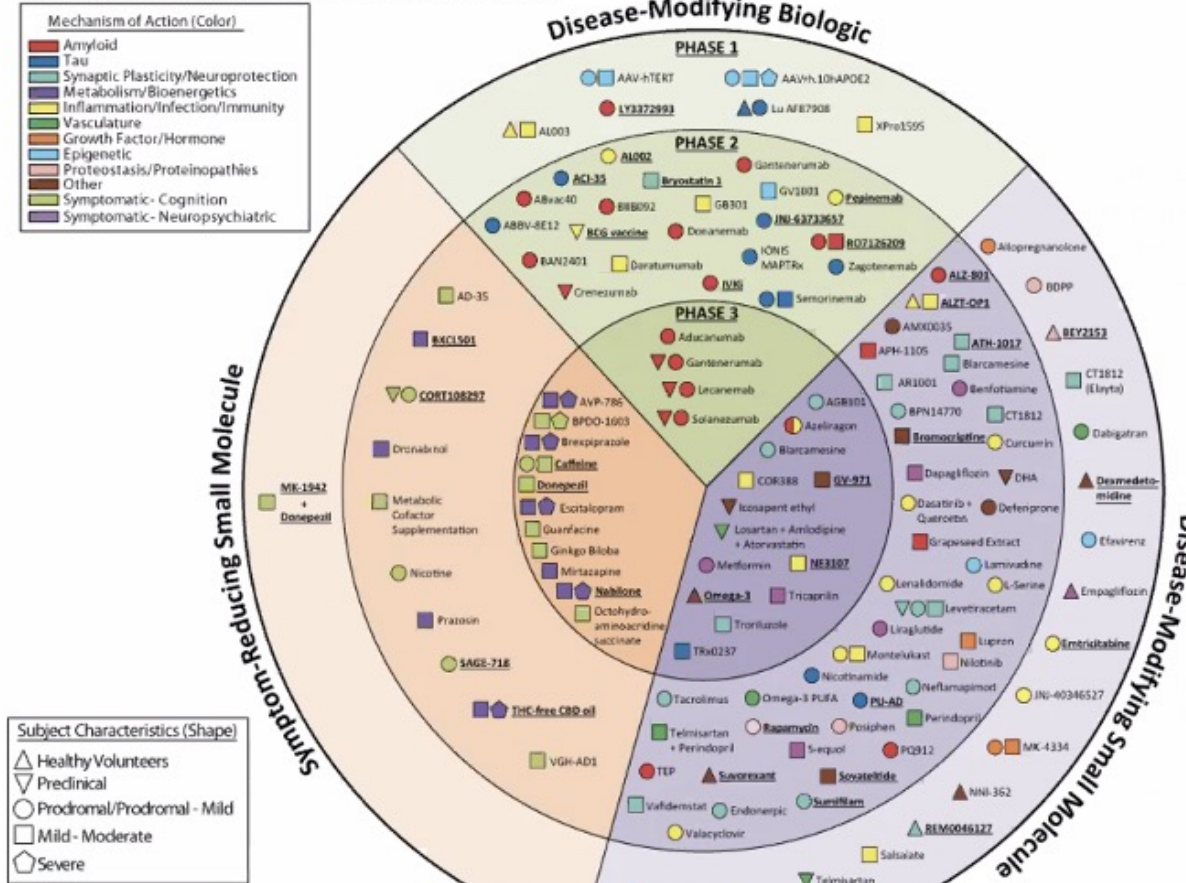 Mechanism of Action (Color)
Amyloid
Tau
Synaptic Plasticity/Neuroprotection
Metabolism/Bioenergetics
Inflammation/Infection/Immunity
Vasculature
Growth Factor/Hormone
Epigenetic
Proteostasis/Proteinopathies
Other
Symptomatic- Cognition
Symptomatic- Neuropsychiatric
Disease-Modifying Biologic
PHASE 1
AAV-hTERT
AAVrh.10hAPOE2
LY3372993
Lu AF87908
AL003
XPro1595
PHASE 2
AL002
Gantenerumab
ACI-35
Bryostatin 1
ABvac40
BIIB092
GB301
GV1001
Pepinemab
ABBV-8E12
BCG vaccine
Donanemab
JNJ-63733657
RO7126209
BAN2401
Daratumumab
IONIS
MAPTRx
Zagotenemab
Crenezumab
IVIG
Semorinemab
PHASE 3
Aducanumab
Gantenerumab
Lecanemab
Solanezumab
Symptom-Reducing Small Molecule
MK-1942
+
Donepezil
AD-35
BXCL501
CORT108297
Dronabinol
Metabolic
Cofactor
Supplementation
Nicotine
Prazosin
SAGE-718
THC-free CBD oil
VGH-AD1
AVP-786
BPDO-1603
Brexpiprazole
Caffeine
Donepezil
Escitalopram
Guanfacine
Ginkgo Biloba
Mirtazapine
Nabilone
Octohydro-
aminoacridine
succinate
AGB101
Azeliragon
Blarcamesine
COR388
GV-971
Icosapent ethyl
Losartan + Amlodipine
+ Atorvastatin
Metformin
NE3107
Omega-3
Tricaprilin
Troriluzole
TRx0237
ALZ-801
ALZT-OP1
AMX0035
ATH-1017
APH-1105
Blarcamesine
AR1001
Benfotiamine
BPN14770
CT1812
Bromocriptine
Curcumin
Dapagliflozin
DHA
Dasatinib +
Quercetin
Deferiprone
Grapeseed Extract
Lamivudine
Lenalidomide
L-Serine
Levetiracetam
Liraglutide
Lupron
Montelukast
Nilotinib
Nicotinamide
Neflamapimod
Tacrolimus
Omega-3 PUFA
PU-AD
Perindopril
Telmisartan
+ Perindopril
Rapamycin
Posiphen
S-equol
PQ912
TEP
Suvorexant
Sovateltide
Vafidemstat
Endonerpic
Sumifilam
Valacyclovir
Allopregnanolone
BDPP
BEY2153
CT1812
(Elayta)
Dabigatran
Dexmedeto-
midine
Efavirenz
Empagliflozin
Emtricitabine
JNJ-40346527
MK-4334
NNI-362
REM0046127
Salsalate
Telmisartan
Disease-Modifying Small Molecule
Subject Characteristics (Shape)
Healthy Volunteers
Preclinical
Prodromal/Prodromal - Mild
Mild - Moderate
Severe